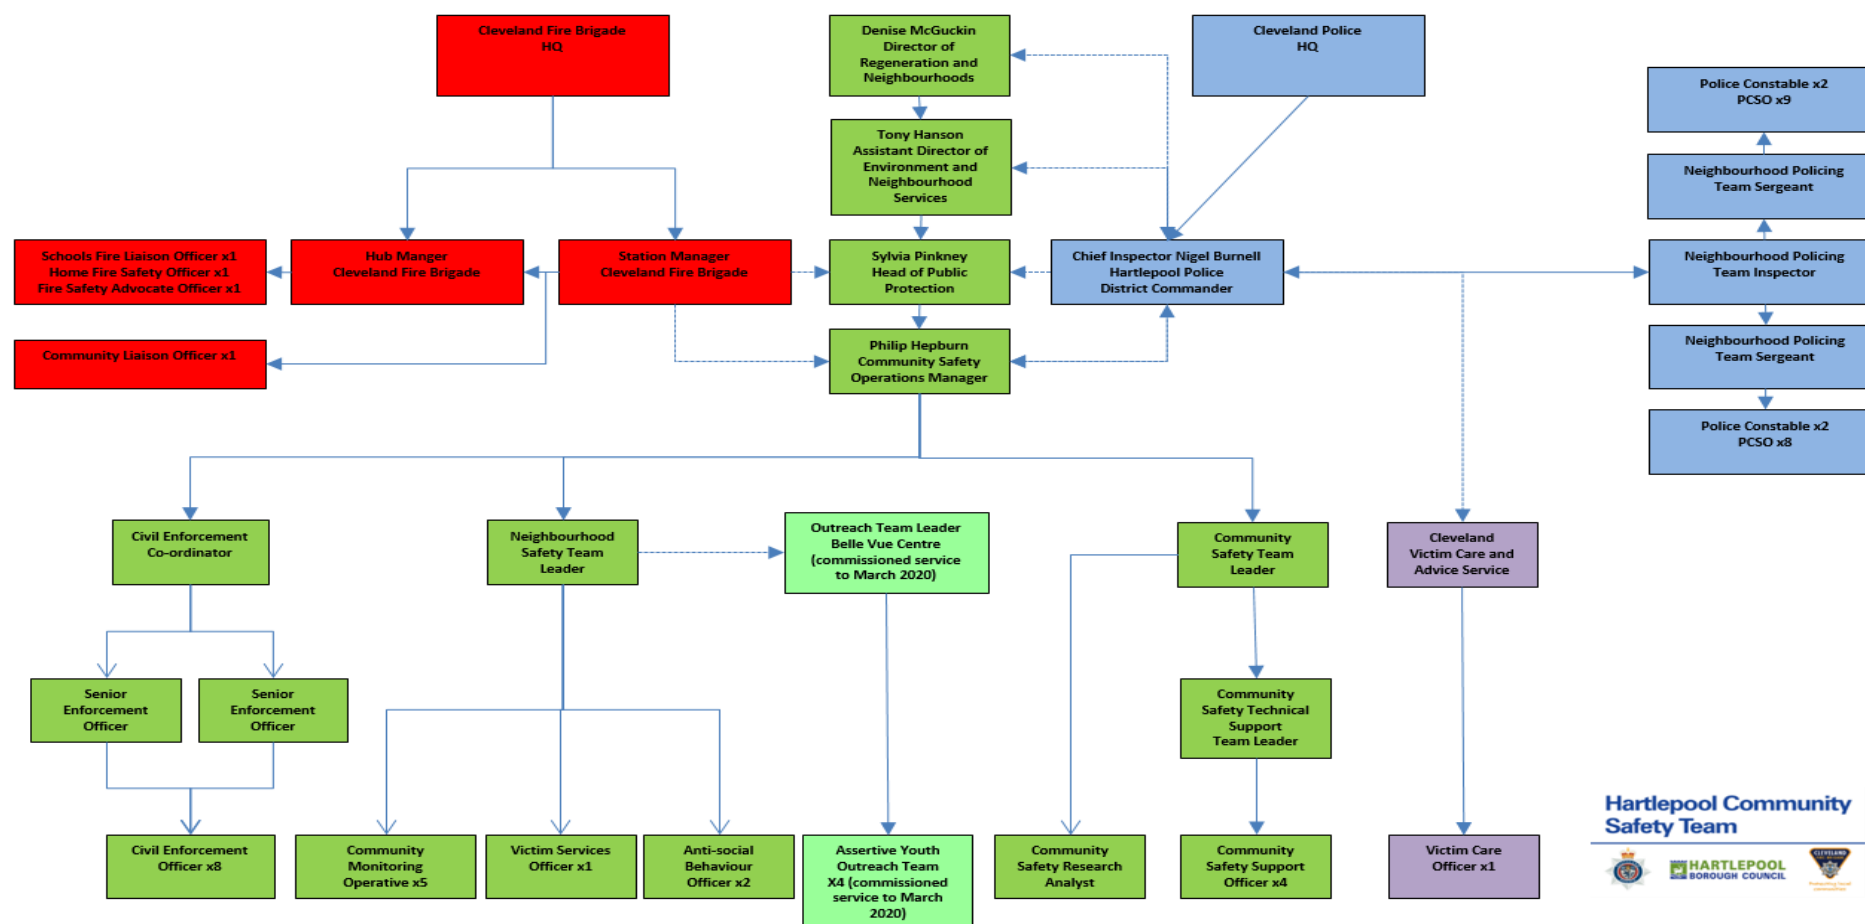 Cleveland Fire Brigade
HQ
Denise McGuckin
Director of
Regeneration and
Neighbourhoods
Cleveland Police
HQ
Police Constable x2
PCSO x9
Tony Hanson
Assistant Director of
Environment and
Neighbourhood
Services
Neighbourhood Policing
Team Sergeant
Schools Fire Liaison Officer x1
Home Fire Safety Officer x1
Fire Safety Advocate Officer x1
Hub Manger
Cleveland Fire Brigade
Station Manager
Cleveland Fire Brigade
Sylvia Pinkney
Head of Public
Protection
Chief Inspector Nigel Burnell
Hartlepool Police
District Commander
Neighbourhood Policing
Team Inspector
Community Liaison Officer x1
Philip Hepburn
Community Safety
Operations Manager
Neighbourhood Policing
Team Sergeant
Police Constable x2
PCSO x8
Civil Enforcement
Co-ordinator
Neighbourhood
Safety Team
Leader
Outreach Team Leader
Belle Vue Centre
(commissioned service
to March 2020)
Community
Safety Team
Leader
Cleveland
Victim Care and
Advice Service
Senior
Enforcement
Officer
Senior
Enforcement
Officer
Community
Safety Technical
Support
Team Leader
Civil Enforcement
Officer x8
Community
Monitoring
Operative x5
Victim Services
Officer x1
Anti-social
Behaviour
Officer x2
Assertive Youth
Outreach Team
X4 (commissioned
service to March
2020)
Community
Safety Research
Analyst
Community
Safety Support
Officer x4
Victim Care
Officer x1
Hartlepool Community
Safety Team
HARTLEPOOL
BOROUGH COUNCIL
CLEVELAND